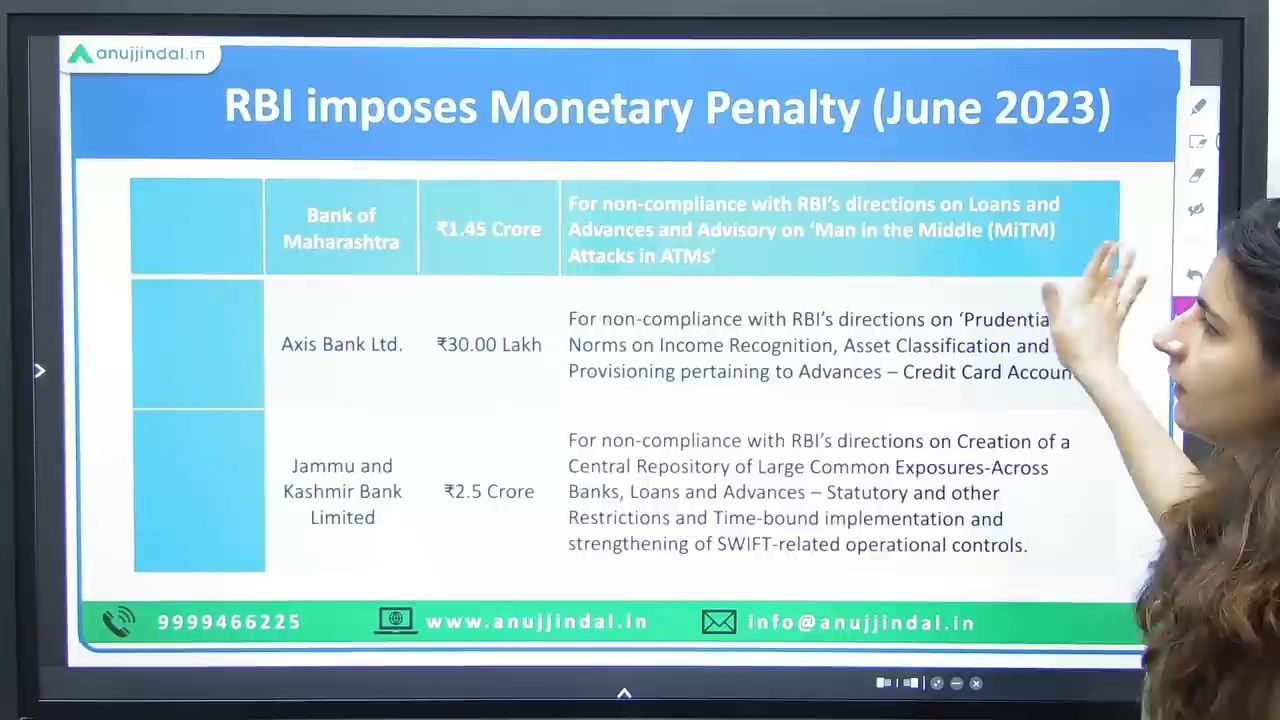 anujjindal.in
RBI imposes Monetary Penalty (June 2023)
Bank of
Maharashtra
₹1.45 Crore
For non-compliance with RBI’s directions on Loans and
Advances and Advisory on ‘Man in the Middle (MiTM)
Attacks in ATMs’
Axis Bank Ltd.
₹30.00 Lakh
For non-compliance with RBI’s directions on ‘Prudentia
Norms on Income Recognition, Asset Classification and
Provisioning pertaining to Advances – Credit Card Accoun
Jammu and
Kashmir Bank
Limited
₹2.5 Crore
For non-compliance with RBI’s directions on Creation of a
Central Repository of Large Common Exposures-Across
Banks, Loans and Advances – Statutory and other
Restrictions and Time-bound implementation and
strengthening of SWIFT-related operational controls.
9999466225
www.anujjindal.in
info@anujjindal.in